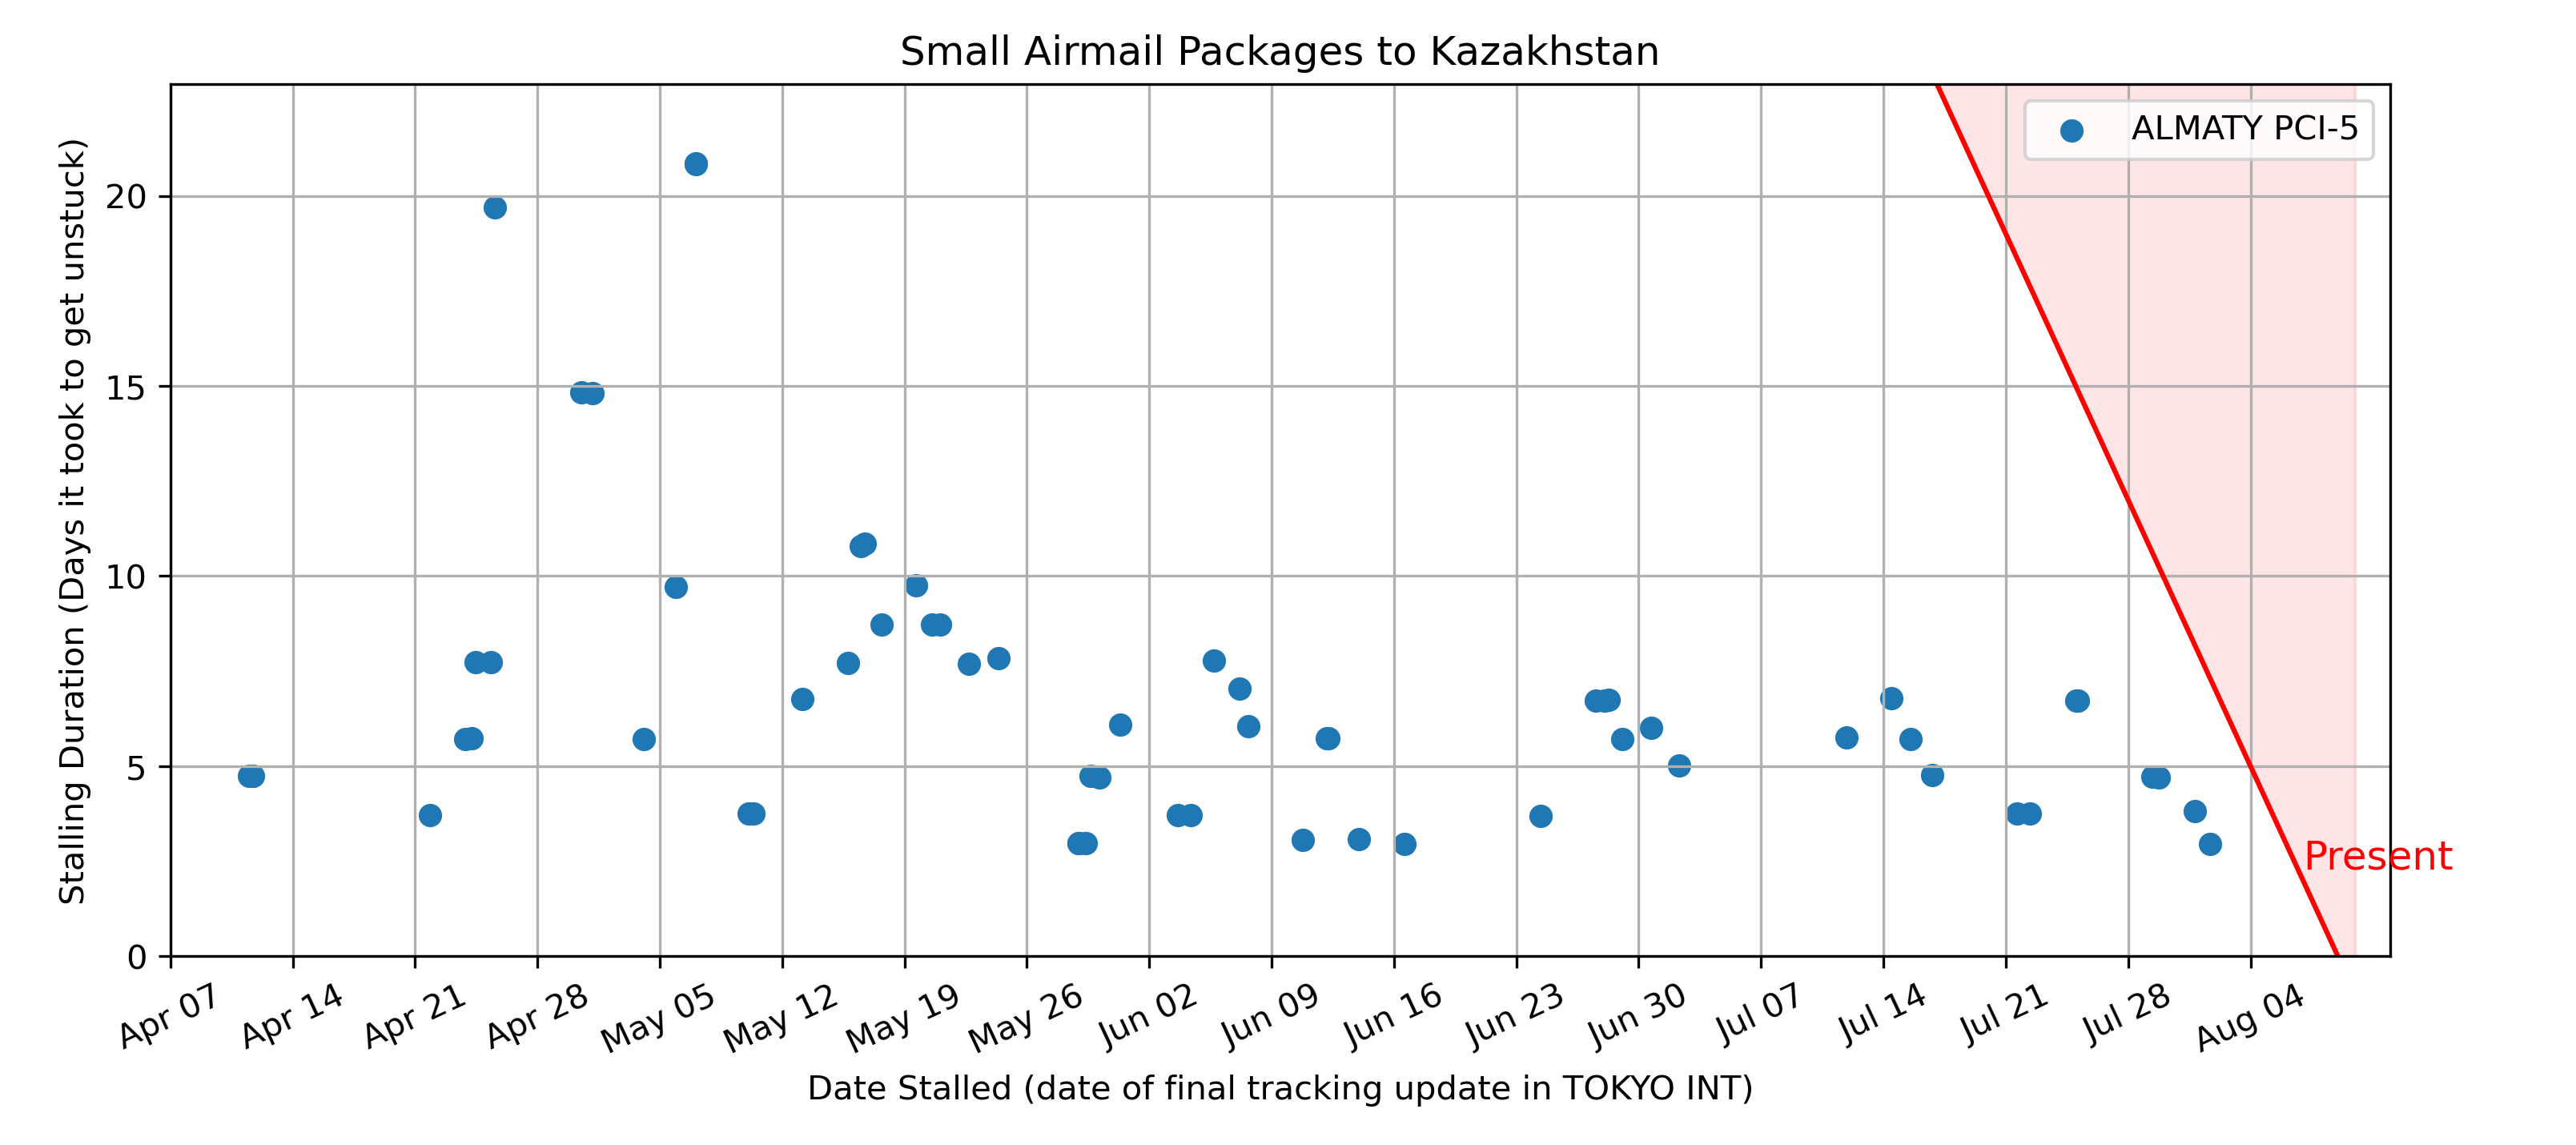 Small Airmail Packages to Kazakhstan
ALMATY PCI-5
Stalling Duration (Days it took to get unstuck)
20
15
10
5
0
Present
Apr 07
Apr 14
Apr 21
Apr 28
May 05
May 12
May 19
May 26
Jun 02
Jun 09
Jun 16
Jun 23
Jun 30
Jul 07
Jul 14
Jul 21
Jul 28
Aug 04
Date Stalled (date of final tracking update in TOKYO INT)